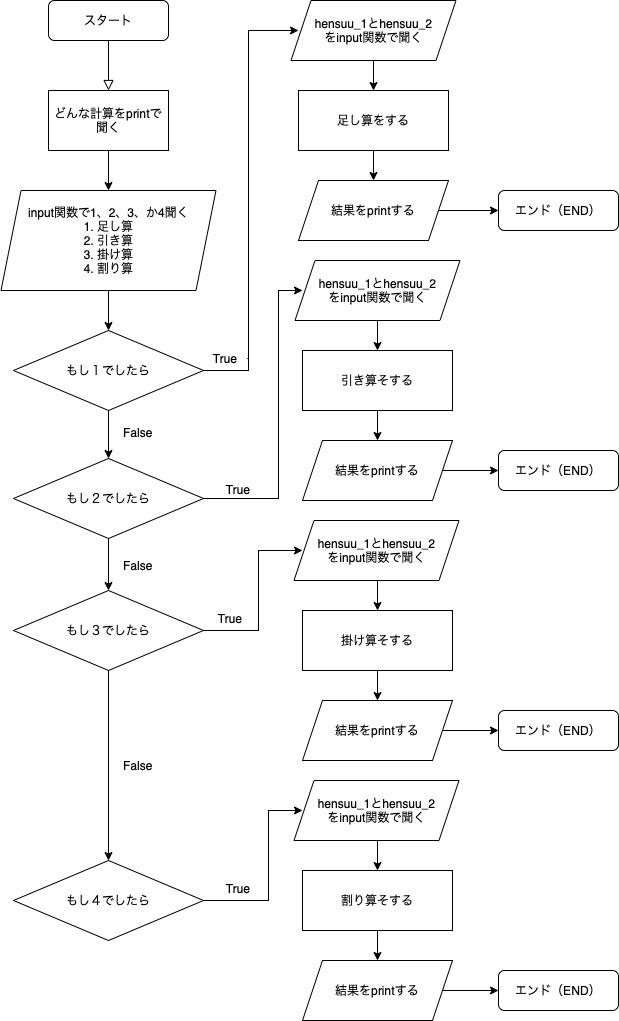 スタート
どんな計算をprintで
聞く
input関数で1、2、3、か4聞く
1. 足し算
2. 引き算
3. 掛け算
4. 割り算
もし１でしたら
True
False
hensuu_1とhensuu_2
をinput関数で聞く
足し算をする
結果をprintする
エンド（END）
もし２でしたら
True
False
hensuu_1とhensuu_2
をinput関数で聞く
引き算そする
結果をprintする
エンド（END）
もし３でしたら
True
False
hensuu_1とhensuu_2
をinput関数で聞く
掛け算そする
結果をprintする
エンド（END）
もし４でしたら
True
hensuu_1とhensuu_2
をinput関数で聞く
割り算そする
結果をprintする
エンド（END）